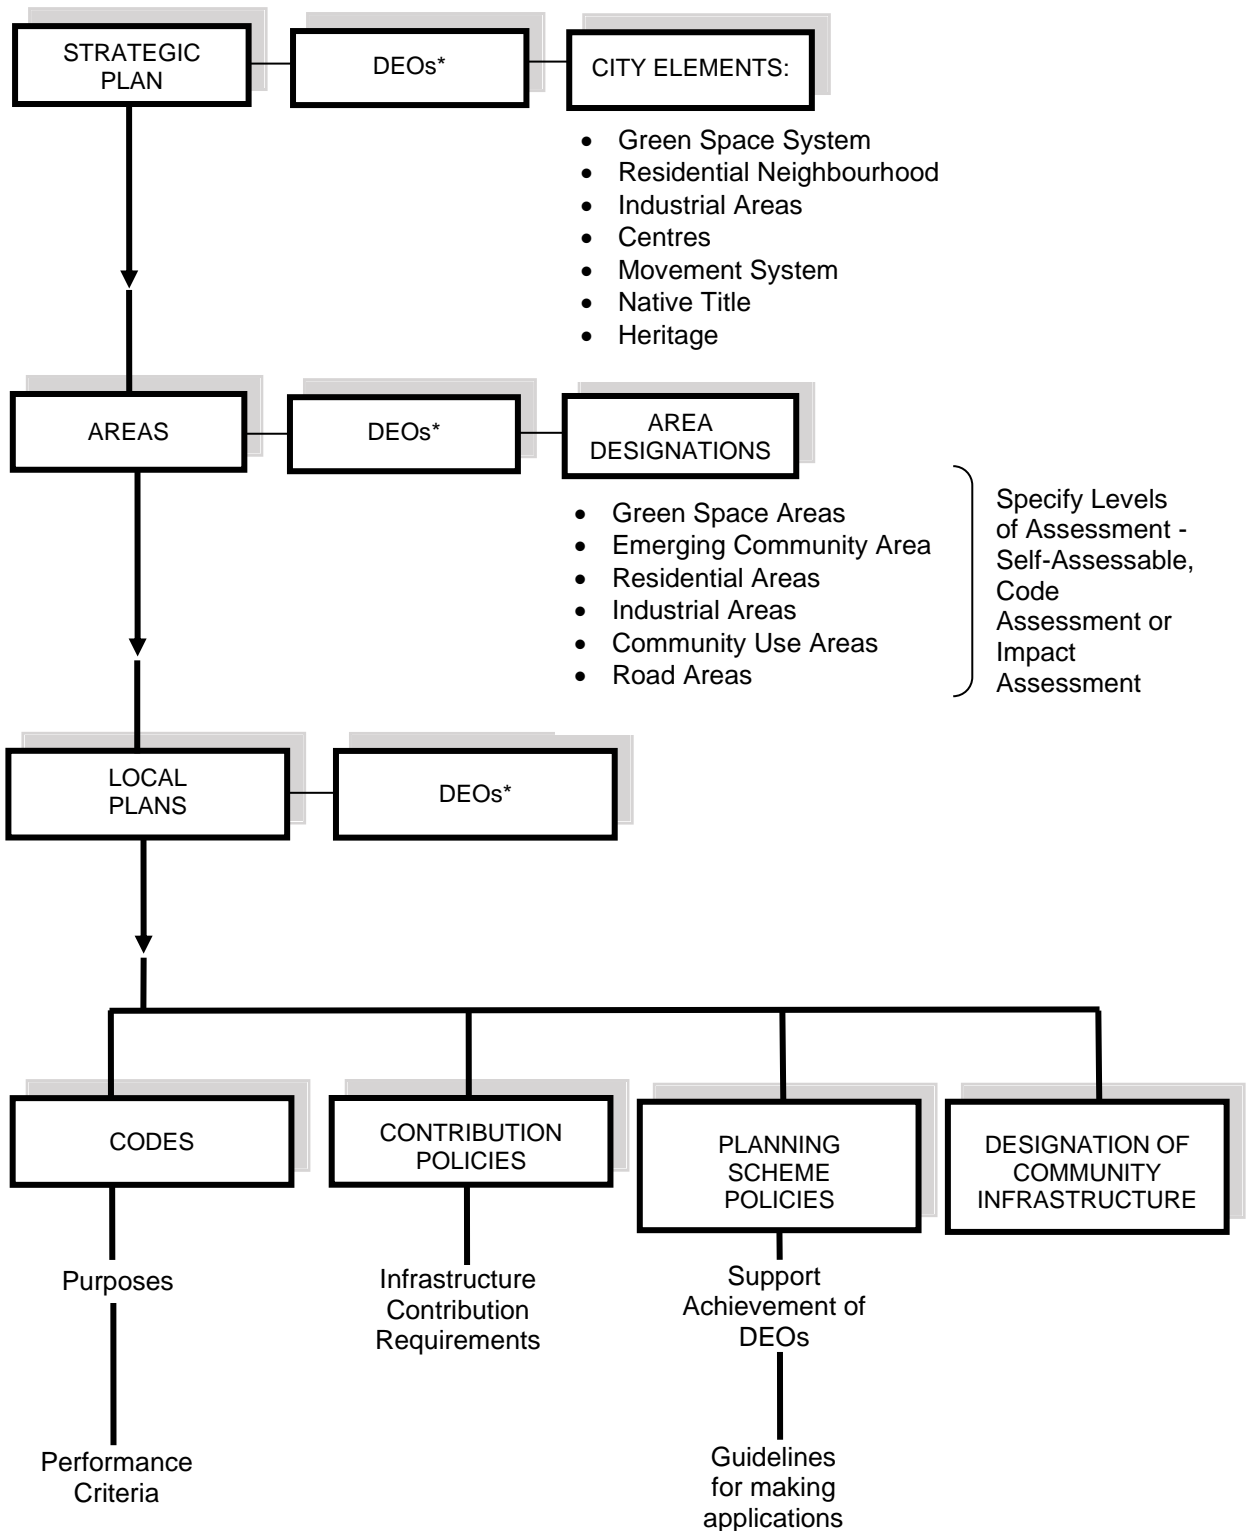 STRATEGIC
PLAN
DEOs*
CITY ELEMENTS:
• Green Space System
• Residential Neighbourhood
• Industrial Areas
• Centres
• Movement System
• Native Title
• Heritage
AREAS
DEOs*
AREA
DESIGNATIONS
• Green Space Areas
• Emerging Community Area
• Residential Areas
• Industrial Areas
• Community Use Areas
• Road Areas
Specify Levels
of Assessment -
Self-Assessable,
Code
Assessment or
Impact
Assessment
LOCAL
PLANS
DEOs*
CODES
CONTRIBUTION
POLICIES
PLANNING
SCHEME
POLICIES
DESIGNATION OF
COMMUNITY
INFRASTRUCTURE
Purposes
Infrastructure
Contribution
Requirements
Support
Achievement of
DEOs
Performance
Criteria
Guidelines
for making
applications